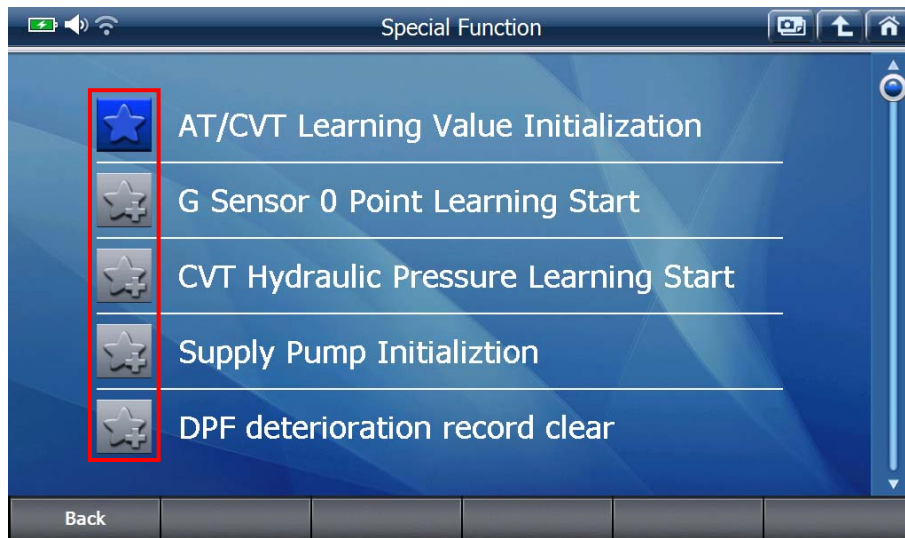 Special Function
AT/CVT Learning Value Initialization
G Sensor 0 Point Learning Start
CVT Hydraulic Pressure Learning Start
Supply Pump Initializtion
DPF deterioration record clear
Back